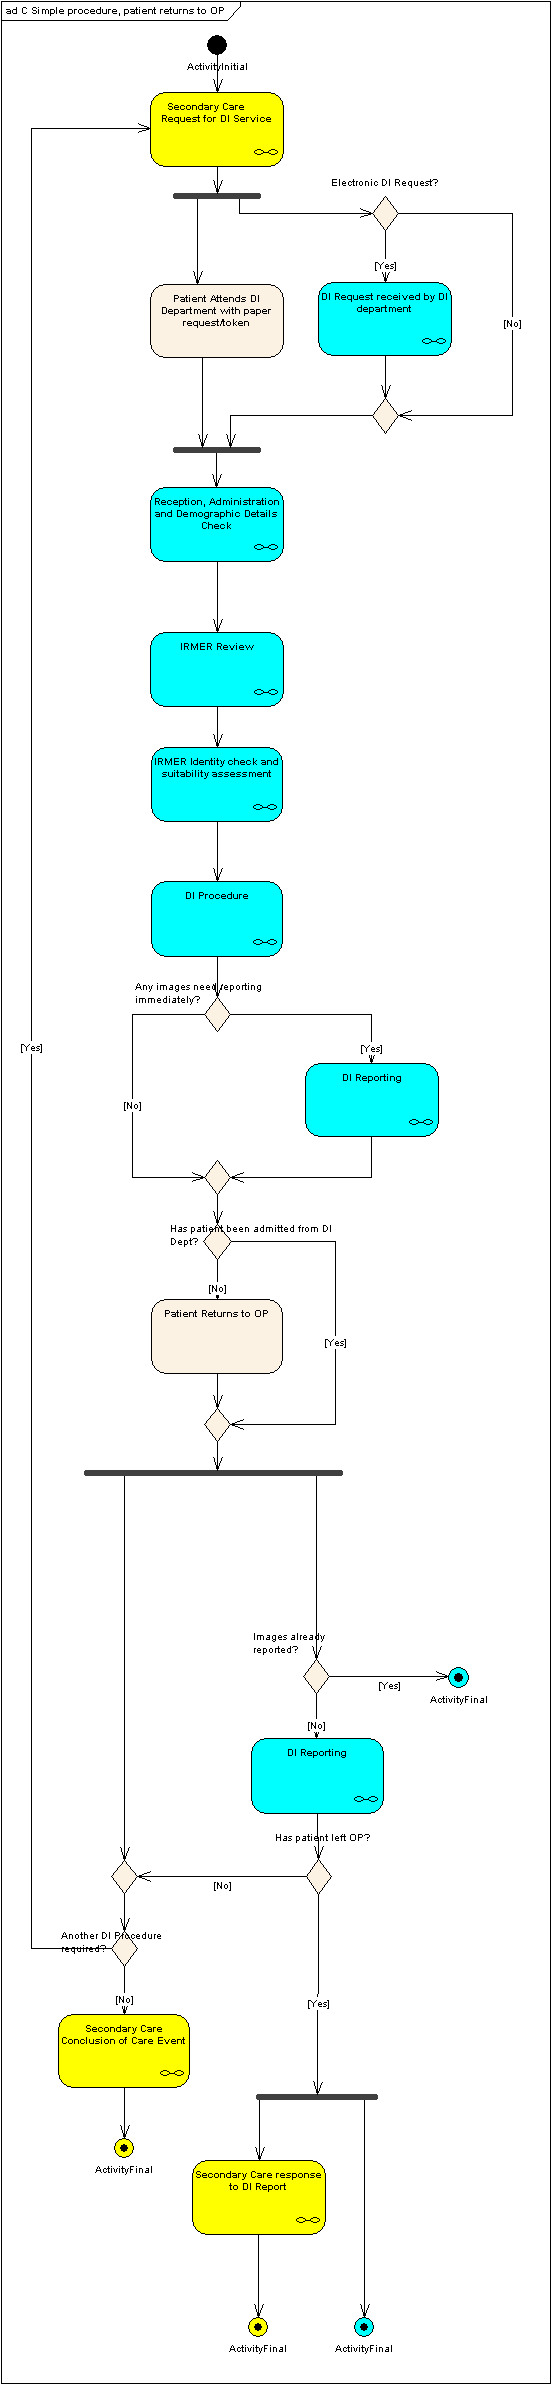 ad C Simple procedure, patient returns to OP
ActivityInitial
Secondary Care
Request for DI Service
Electronic DI Request?
[Yes]
Patient Attends DI
Department with paper
request/token
DI Request received by DI
department
[No]
Reception, Administration
and Demographic Details
Check
IRMER Review
IRMER Identity check and
suitability assessment
DI Procedure
Any images need reporting
immediately?
[Yes]
[Yes]
DI Reporting
[No]
Has patient been admitted from DI
Dept?
[No]
Patient Returns to OP
[Yes]
Images already
reported?
[Yes]
ActivityFinal
[No]
DI Reporting
Has patient left OP?
[No]
Another DI Procedure
required?
[No]
[Yes]
Secondary Care
Conclusion of Care Event
ActivityFinal
Secondary Care response
to DI Report
ActivityFinal
ActivityFinal